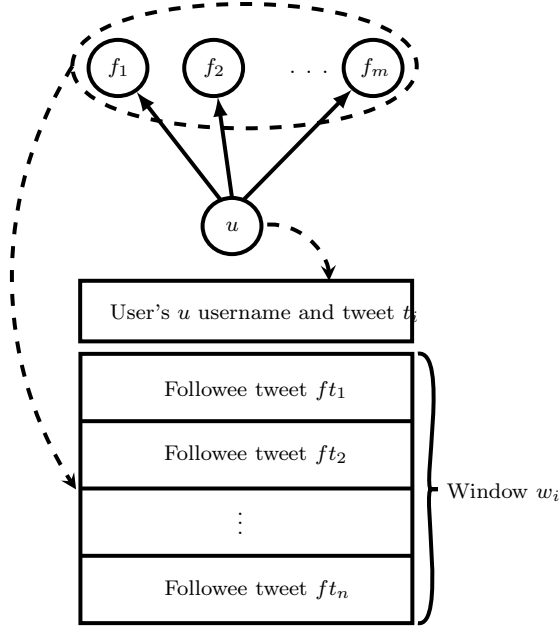 f₁ f₂ . . . fₘ
u
User's u username and tweet tᵢ
Followee tweet ft₁
Followee tweet ft₂
⋮
Followee tweet ftₙ
Window wᵢ